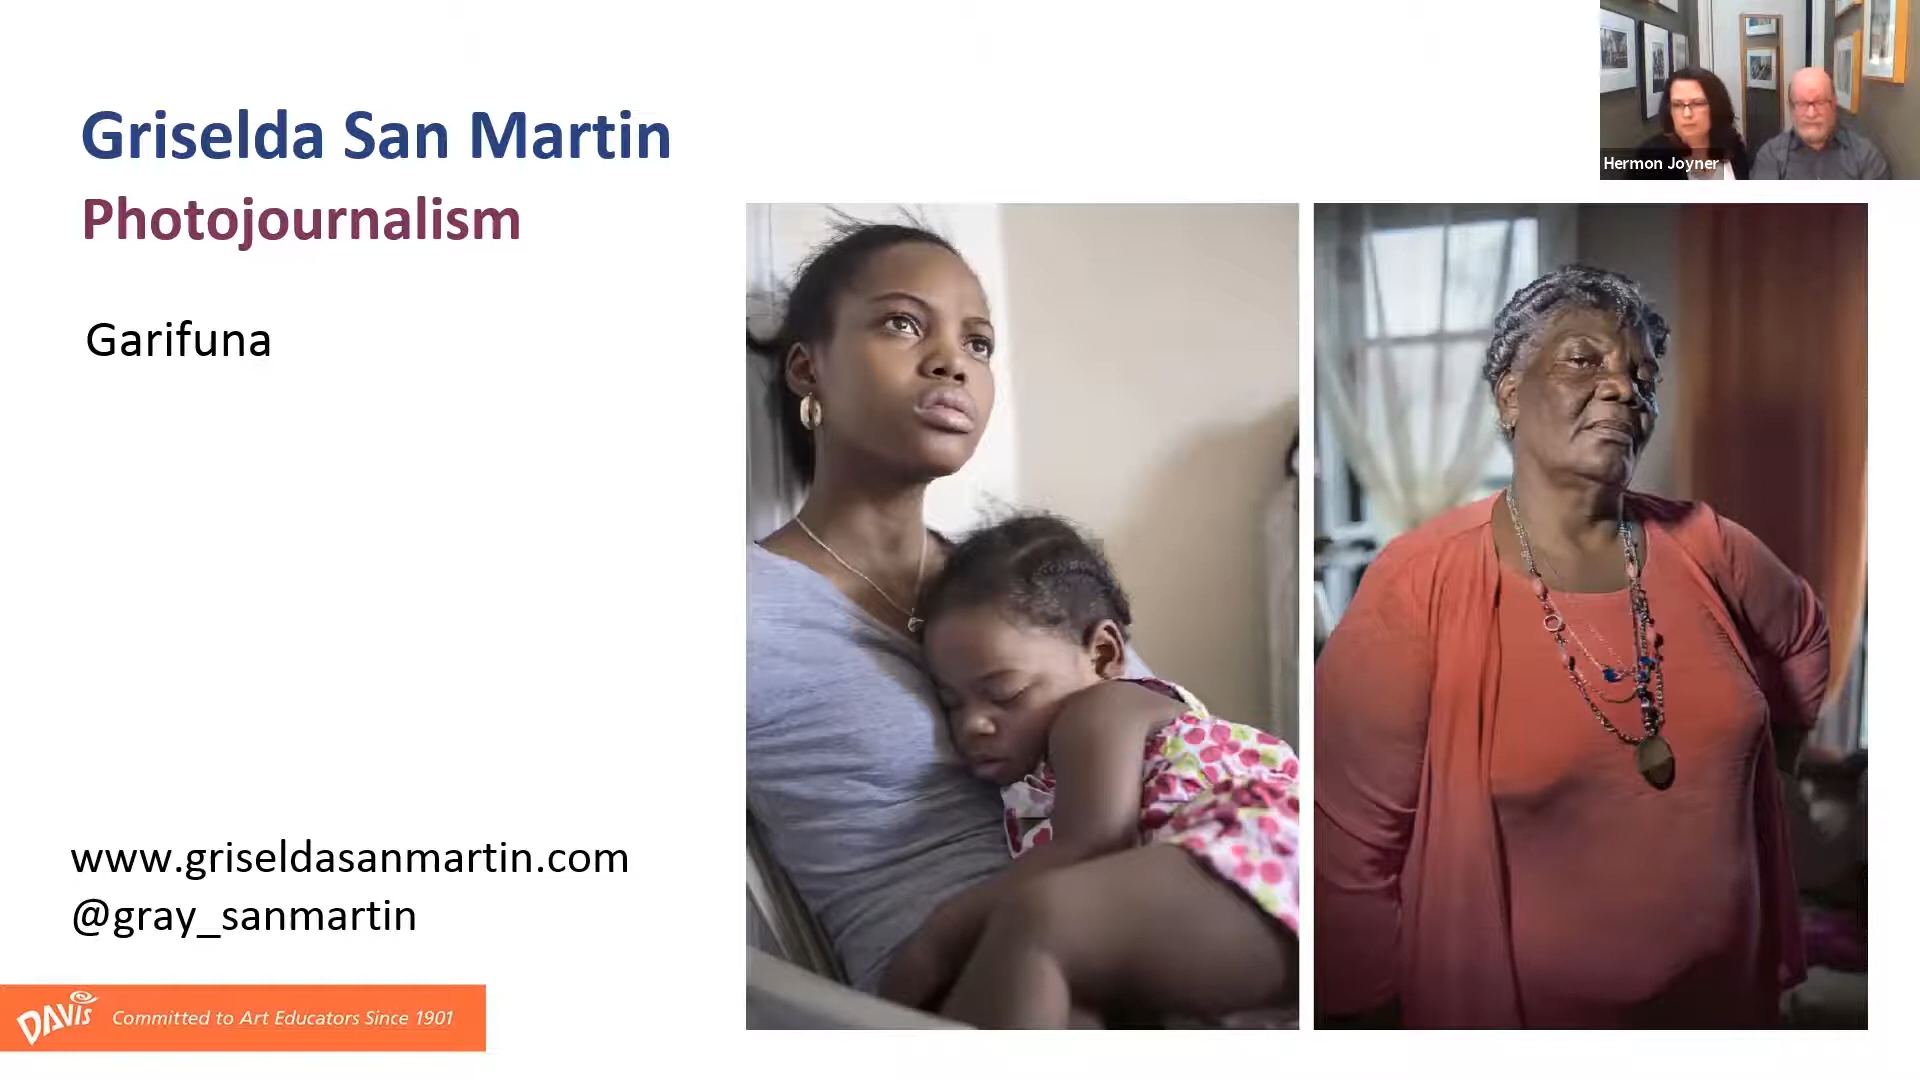 Griselda San Martin
Photojournalism
Garifuna
www.griseldasanmartin.com
@gray_sanmartin
DAVIS Committed to Art Educators Since 1901
Hermon Joyner